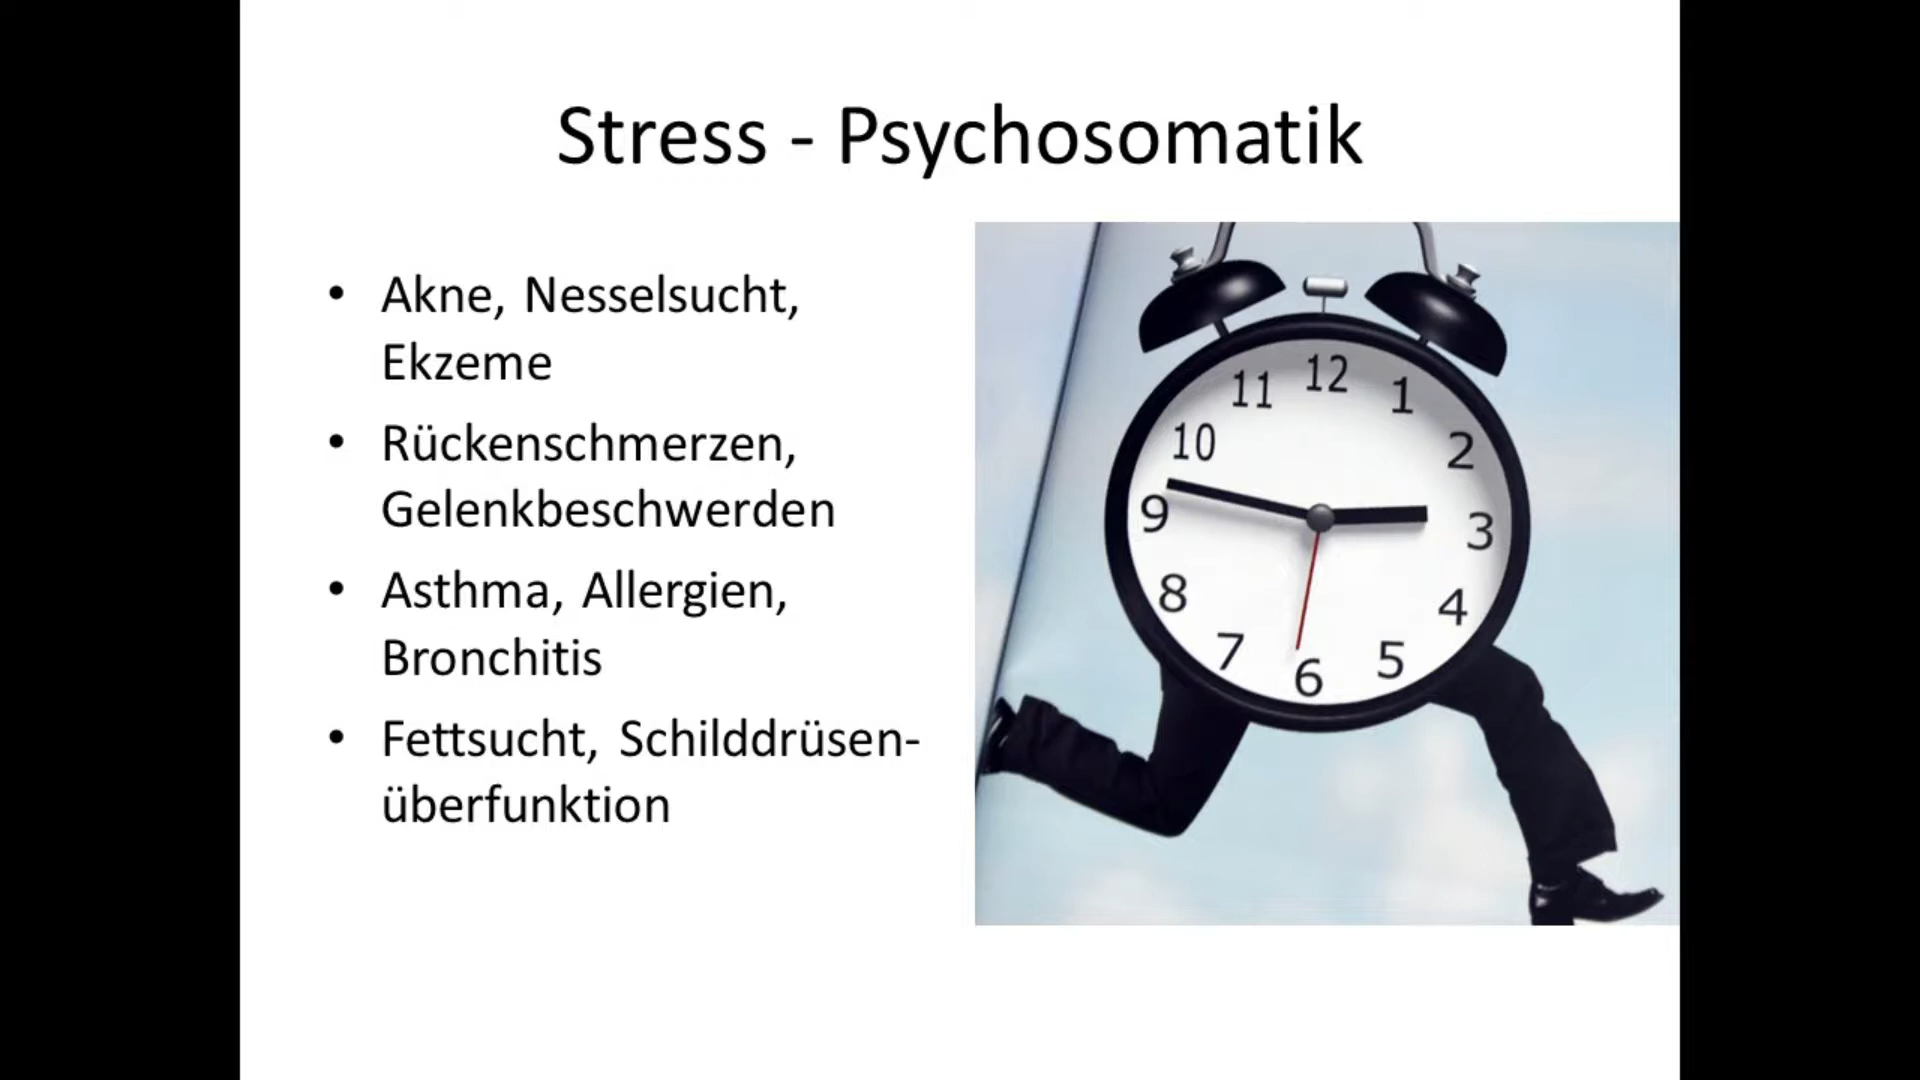 Stress - Psychosomatik
• Akne, Nesselsucht,
Ekzeme
• Rückenschmerzen,
Gelenkbeschwerden
• Asthma, Allergien,
Bronchitis
• Fettsucht, Schilddrüsen-
überfunktion
12
11
1
10
2
9
3
8
4
7
5
6